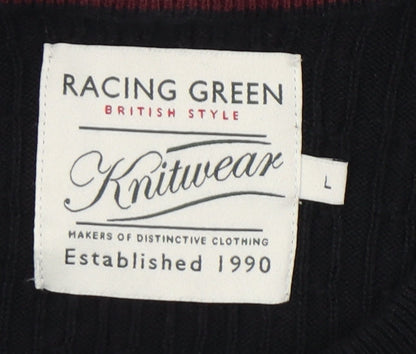 RACING GREEN
BRITISH STYLE
Knitwear
L
MAKERS OF DISTINCTIVE CLOTHING
Established 1990